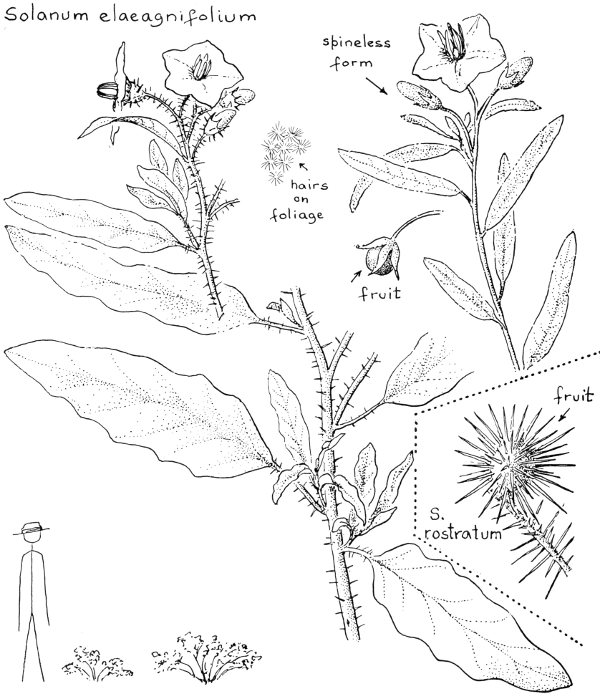 Solanum elaeagnifolium
spineless
form
hairs
on
foliage
fruit
fruit
S.
rostratum